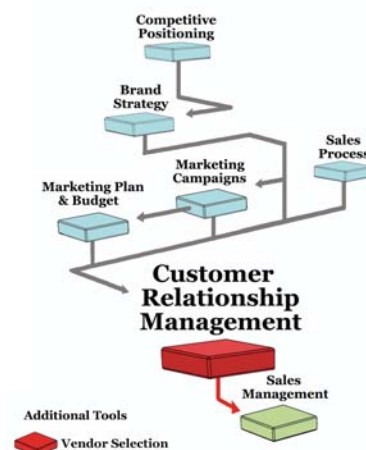 Competitive
Positioning
Brand
Strategy
Sales
Process
Marketing
Campaigns
Marketing Plan
& Budget
Customer
Relationship
Management
Sales
Management
Additional Tools
Vendor Selection